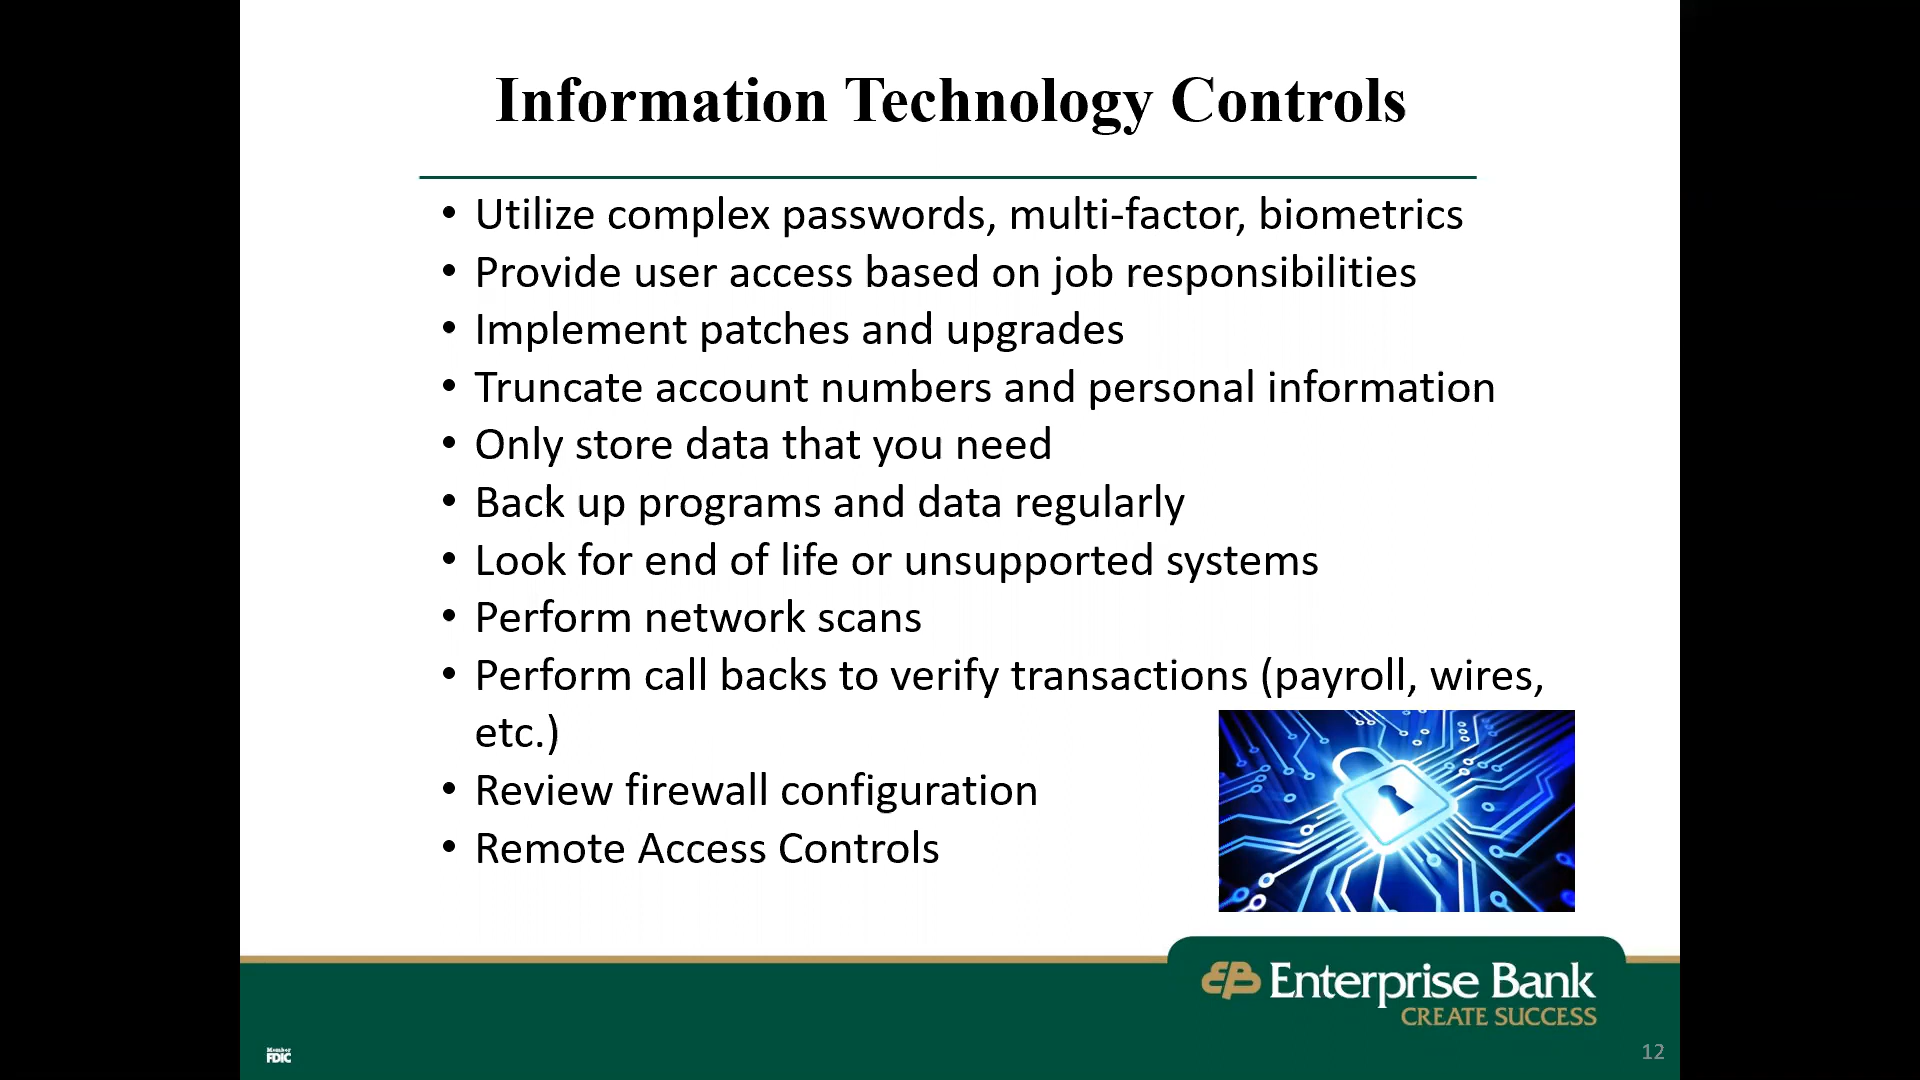 Information Technology Controls
• Utilize complex passwords, multi-factor, biometrics
• Provide user access based on job responsibilities
• Implement patches and upgrades
• Truncate account numbers and personal information
• Only store data that you need
• Back up programs and data regularly
• Look for end of life or unsupported systems
• Perform network scans
• Perform call backs to verify transactions (payroll, wires,
etc.)
• Review firewall configuration
• Remote Access Controls
Enterprise Bank
CREATE SUCCESS
Member
FDIC
12